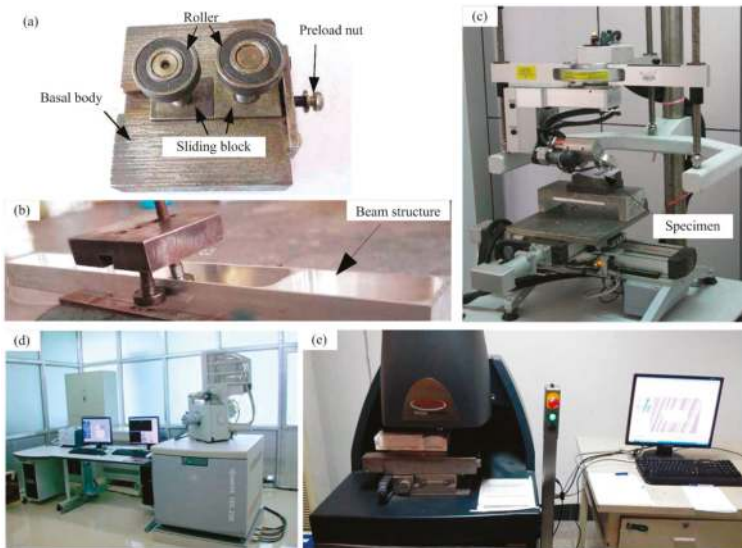 (a)
Roller
Preload nut
Basal body
Sliding block
(b)
Beam structure
(c)
Specimen
(d)
(e)